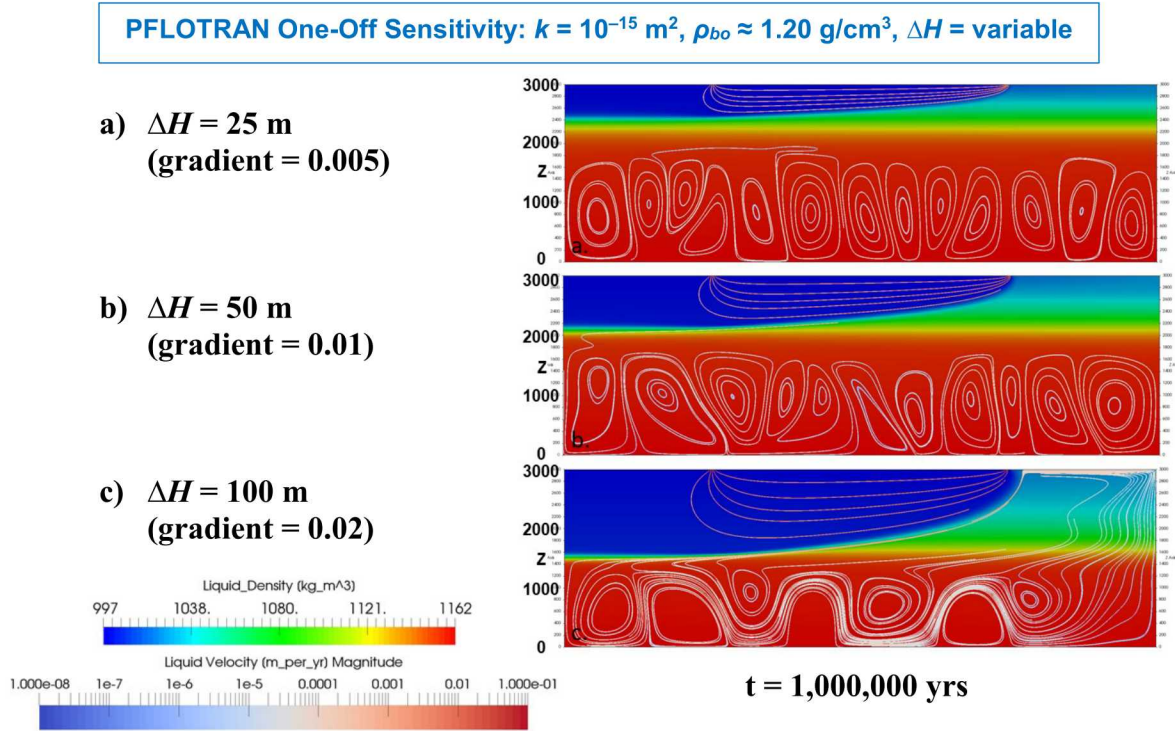 PFLOTRAN One-Off Sensitivity: k = 10⁻¹⁵ m², ρbo ≈ 1.20 g/cm³, ΔH = variable
a) ΔH = 25 m
(gradient = 0.005)
3000
2000
Z
1000
0
a.
b) ΔH = 50 m
(gradient = 0.01)
3000
2000
Z
1000
0
b.
c) ΔH = 100 m
(gradient = 0.02)
3000
2000
Z
1000
0
c.
Liquid_Density (kg_m^3)
997 1038. 1080. 1121. 1162
Liquid Velocity (m_per_yr) Magnitude
1.000e-08 1e-7 1e-6 1e-5 0.0001 0.001 0.01 1.000e-01
t = 1,000,000 yrs